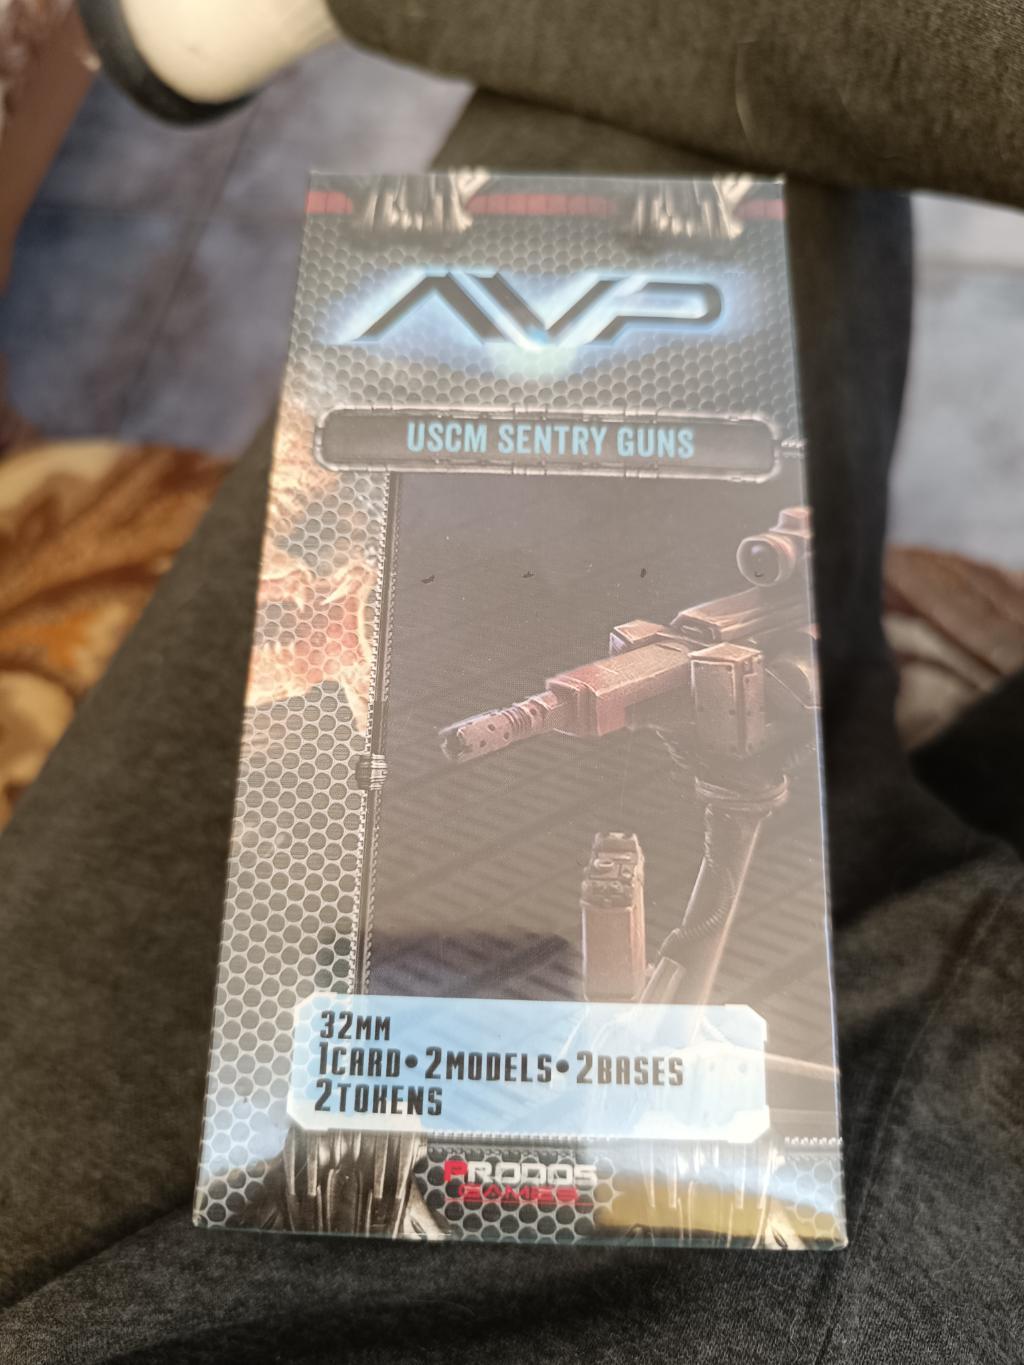 AVP
USCM SENTRY GUNS
32MM
1CARD•2MODELS•2BASES
2TOKENS
PRODOS
GAMES